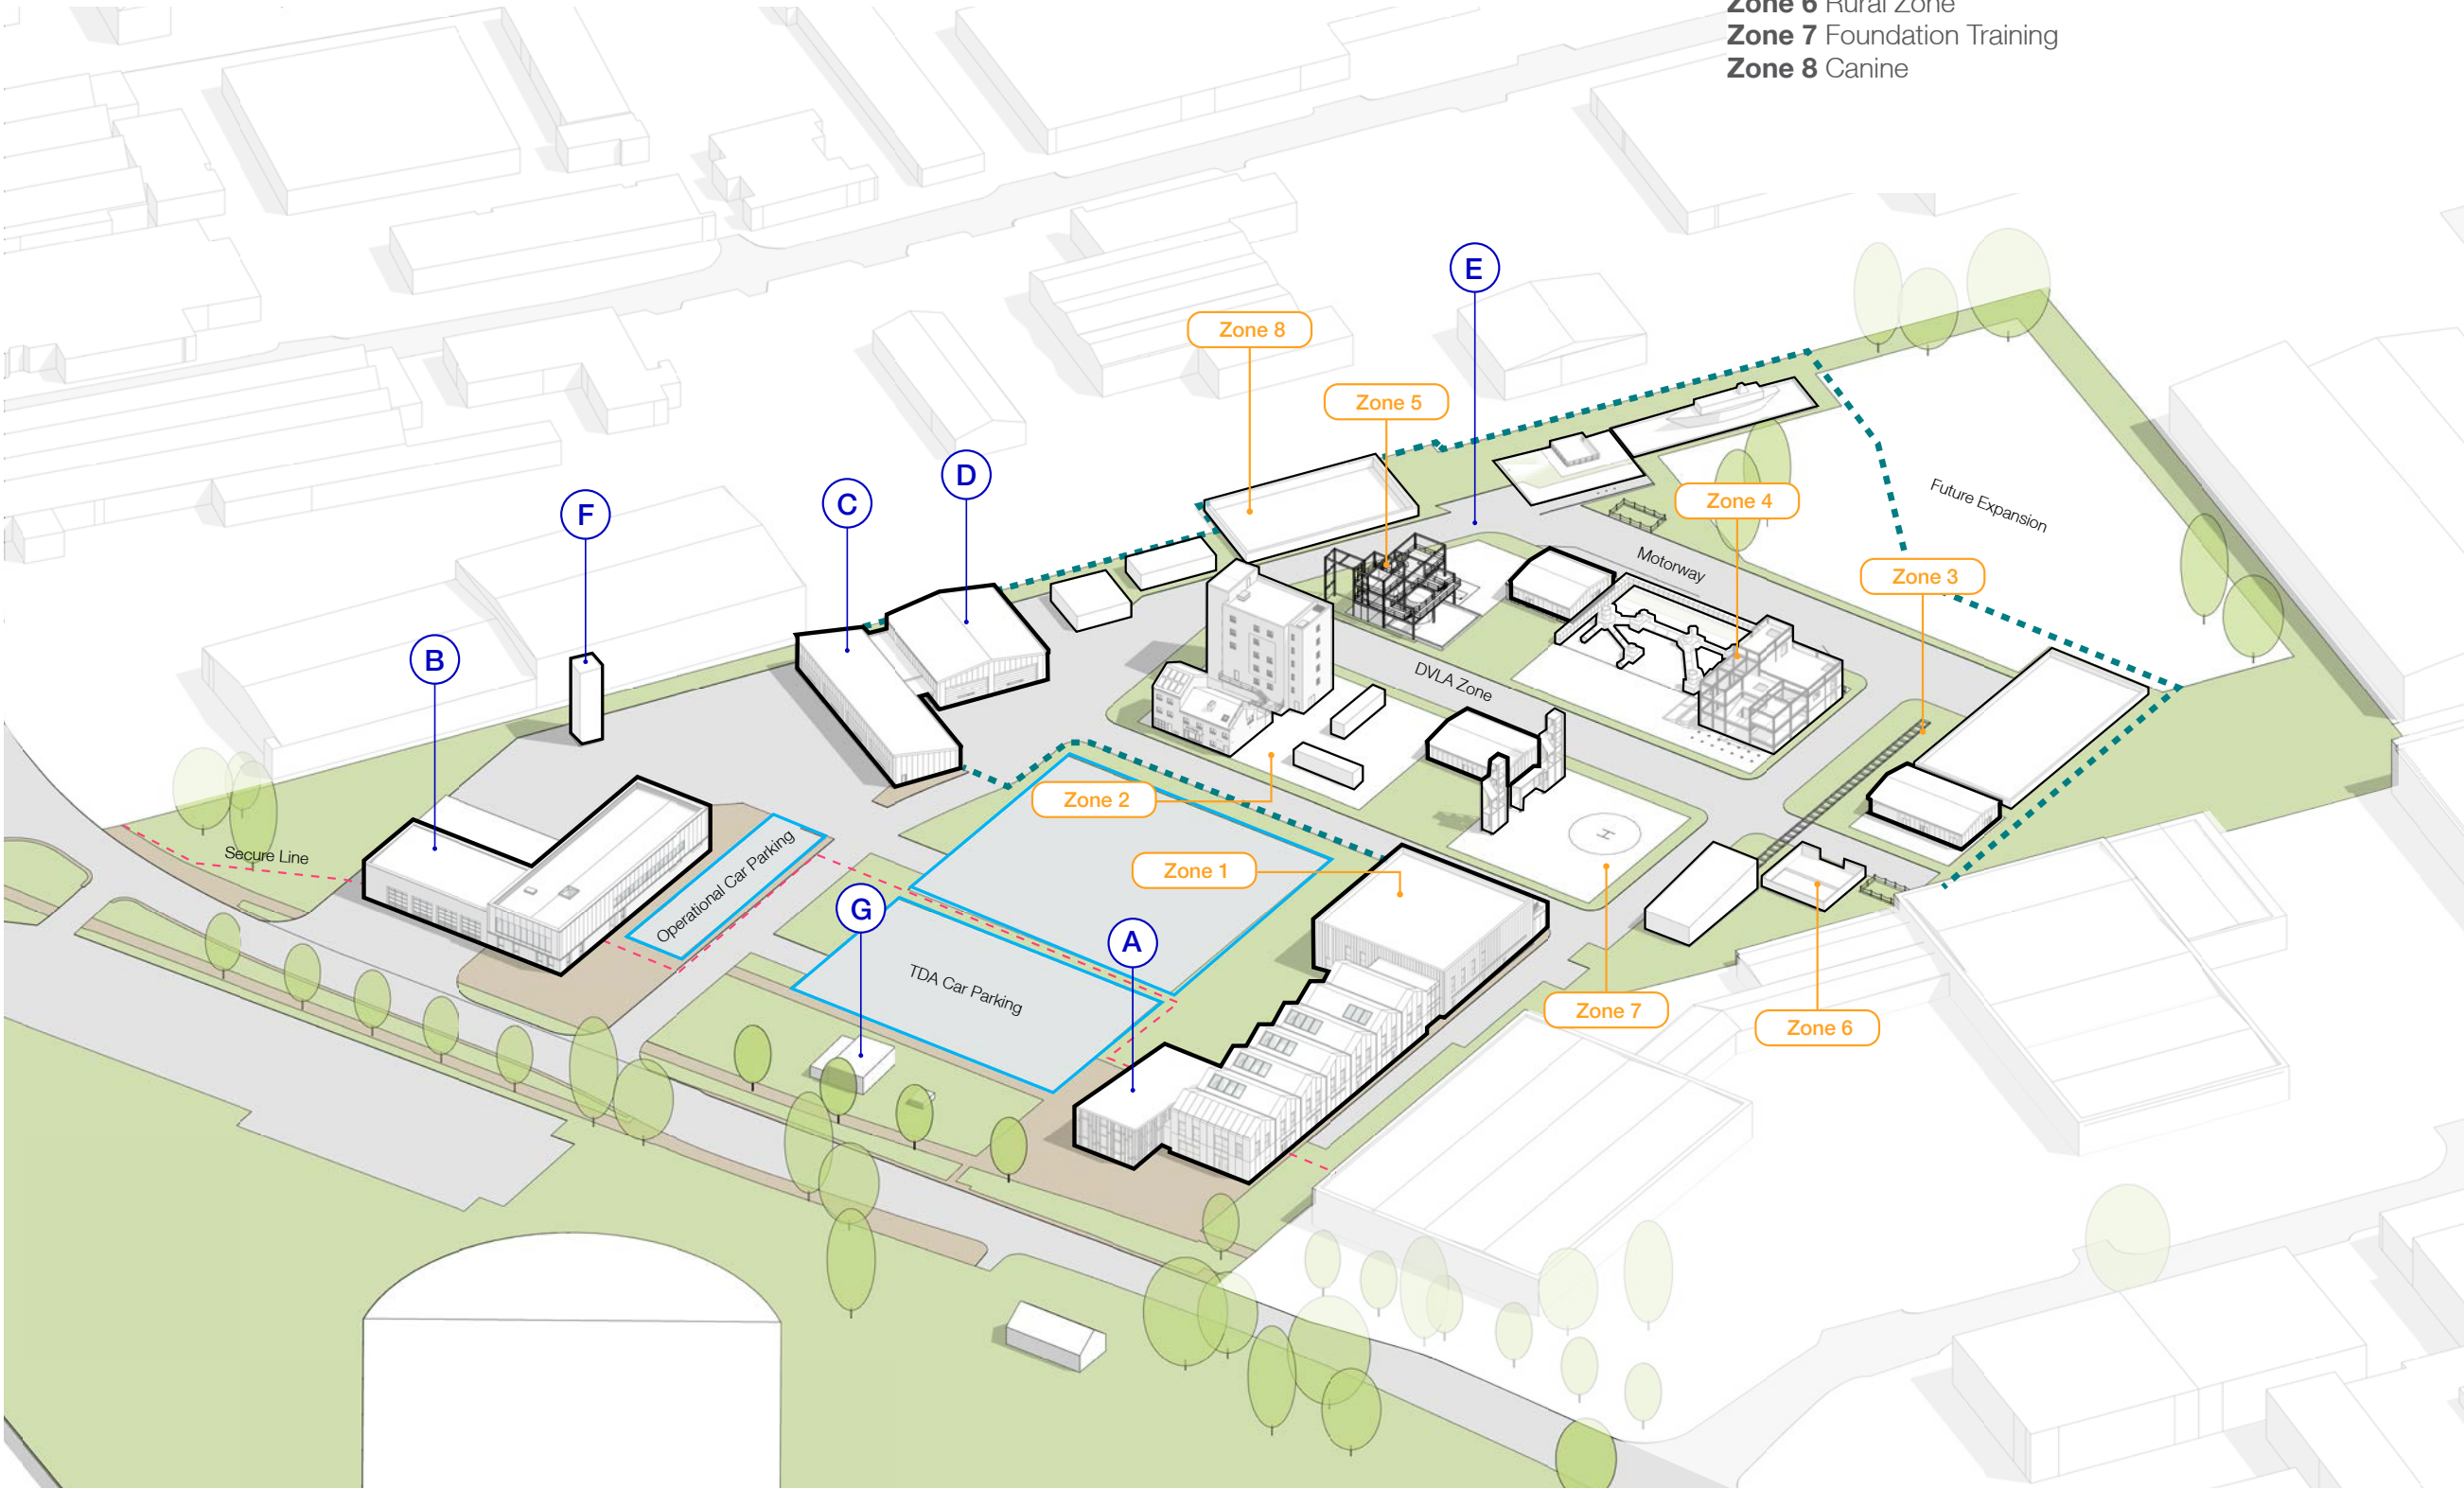 Zone 6 Rural Zone
Zone 7 Foundation Training
Zone 8 Canine
E
Zone 8
Zone 5
D
C
Zone 4
Future Expansion
F
Motorway
Zone 3
B
DVLA Zone
Zone 2
Operational Car Parking
Secure Line
Zone 1
H
G
A
TDA Car Parking
Zone 7
Zone 6